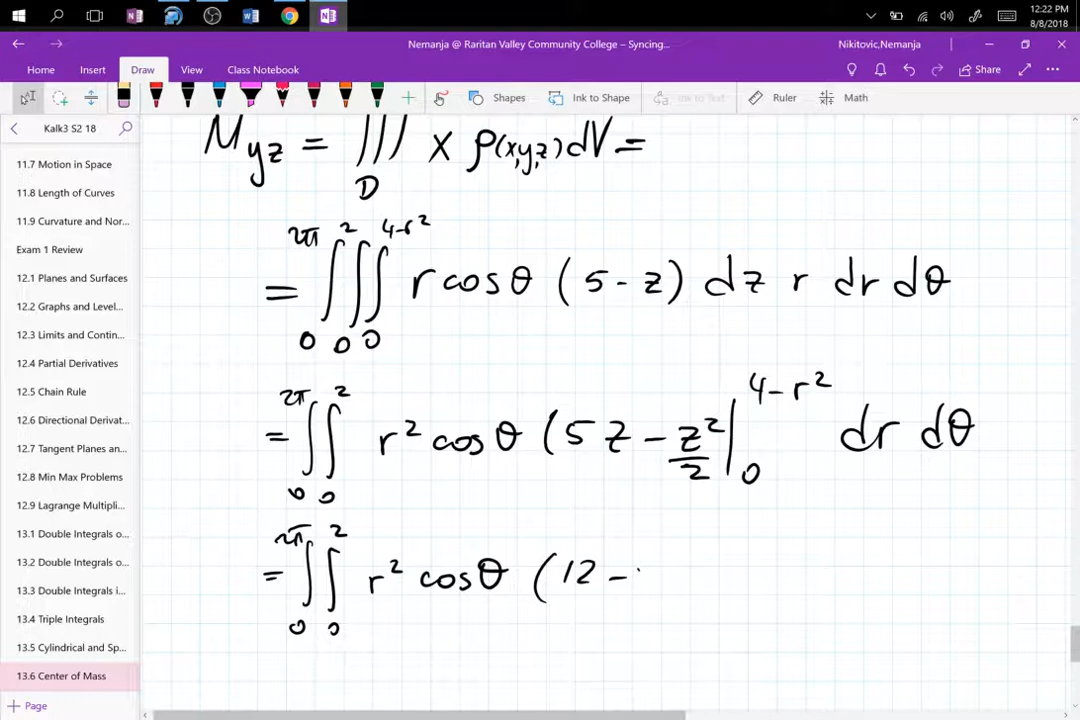 12:22 PM
8/8/2018
Nemanja @ Raritan Valley Community College – Syncing...
Nikitovic,Nemanja
Home Insert Draw View Class Notebook Share
Shapes Ink to Shape Ink to Text Ruler Math
Kalk3 S2 18
11.7 Motion in Space
11.8 Length of Curves
11.9 Curvature and Nor...
Exam 1 Review
12.1 Planes and Surfaces
12.2 Graphs and Level...
12.3 Limits and Contin...
12.4 Partial Derivatives
12.5 Chain Rule
12.6 Directional Derivat...
12.7 Tangent Planes an...
12.8 Min Max Problems
12.9 Lagrange Multipli...
13.1 Double Integrals o...
13.2 Double Integrals o...
13.3 Double Integrals i...
13.4 Triple Integrals
13.5 Cylindrical and Sp...
13.6 Center of Mass
+ Page
M_yz = ∭_D x ρ(x,y,z) dV =
= ∫_0^2π ∫_0^2 ∫_0^4-r² r cosθ (5 - z) dz r dr dθ
= ∫_0^2π ∫_0^2 r² cosθ (5z - z²/2 |_0^4-r² dr dθ
= ∫_0^2π ∫_0^2 r² cosθ (12 -